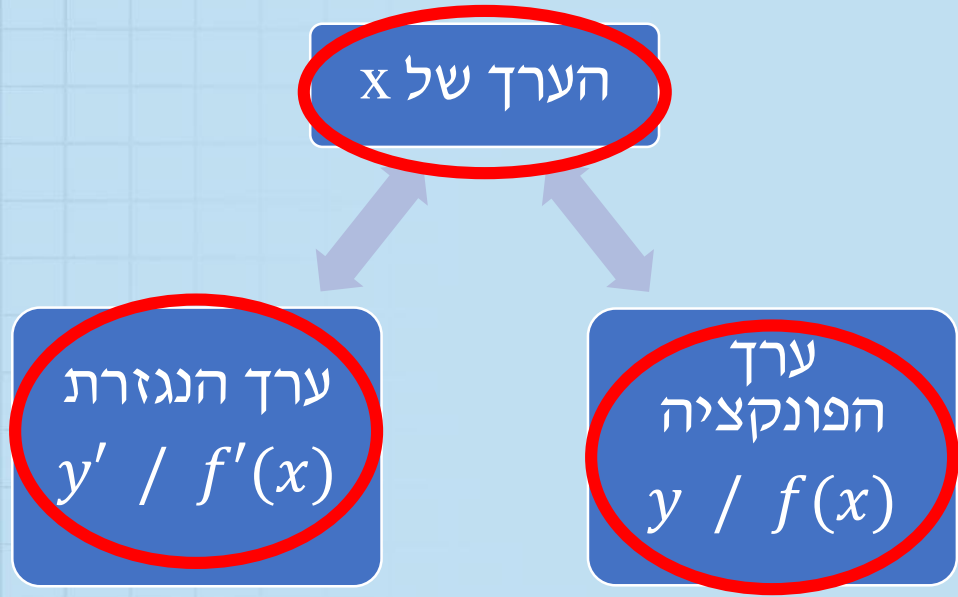 הערך של x
ערך
הפונקציה
y / f(x)
ערך הנגזרת
y′ / f′(x)